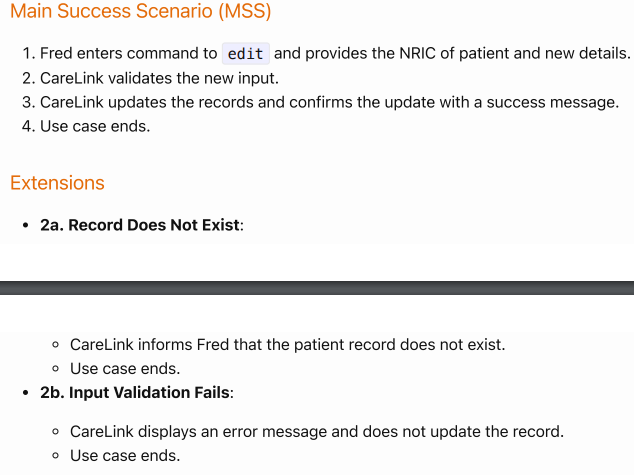 Main Success Scenario (MSS)
1. Fred enters command to edit and provides the NRIC of patient and new details.
2. CareLink validates the new input.
3. CareLink updates the records and confirms the update with a success message.
4. Use case ends.
Extensions
• 2a. Record Does Not Exist:
◦ CareLink informs Fred that the patient record does not exist.
◦ Use case ends.
• 2b. Input Validation Fails:
◦ CareLink displays an error message and does not update the record.
◦ Use case ends.